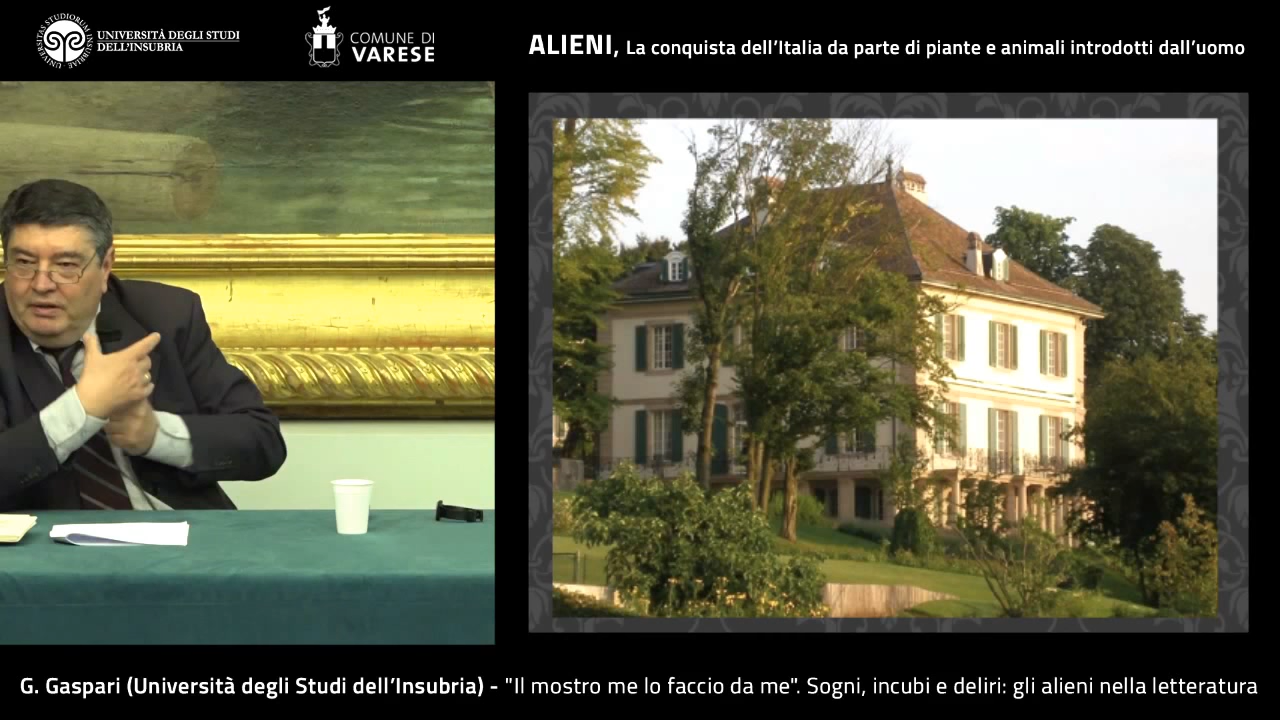 UNIVERSITÀ DEGLI STUDI
DELL'INSUBRIA
COMUNE DI
VARESE
ALIENI, La conquista dell'Italia da parte di piante e animali introdotti dall'uomo
G. Gaspari (Università degli Studi dell'Insubria) - "Il mostro me lo faccio da me". Sogni, incubi e deliri: gli alieni nella letteratura